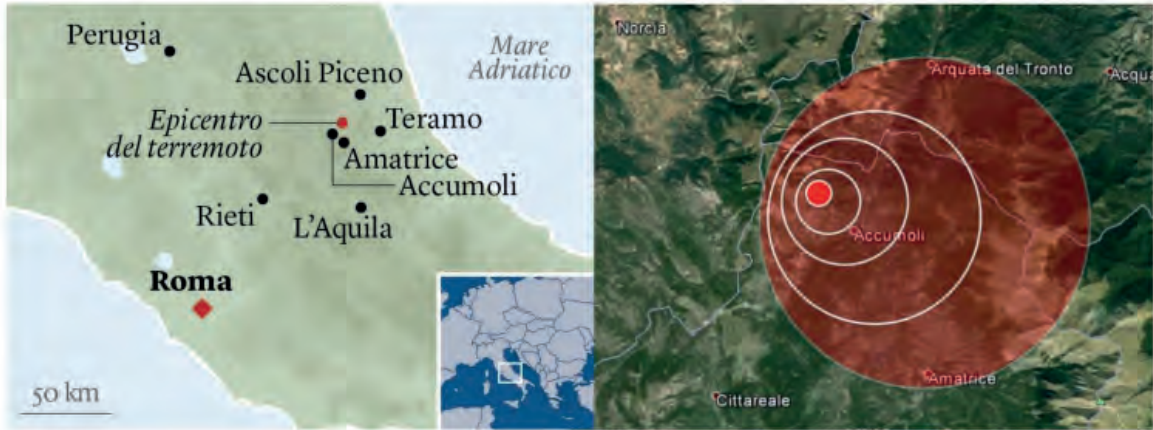 Perugia
Mare
Adriatico
Ascoli Piceno
Epicentro
del terremoto
Teramo
Amatrice
Accumoli
Rieti
L'Aquila
Roma
50 km
Norcia
Arquata del Tronto
Acqua
Accumoli
Amatrice
Cittareale